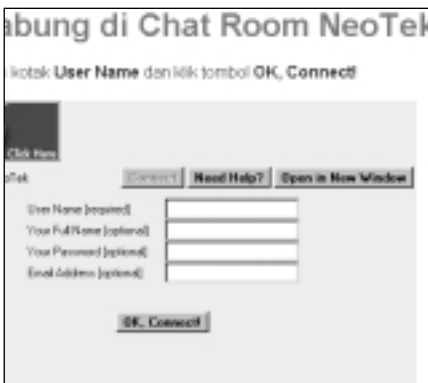 abung di Chat Room NeoTek
kotak User Name dan klik tombol OK, Connect!
Click Here
oTek
Connect Need Help? Open in New Window
User Name (required)
Your Full Name (optional)
Your Password (optional)
Email Address (optional)
OK, Connect!